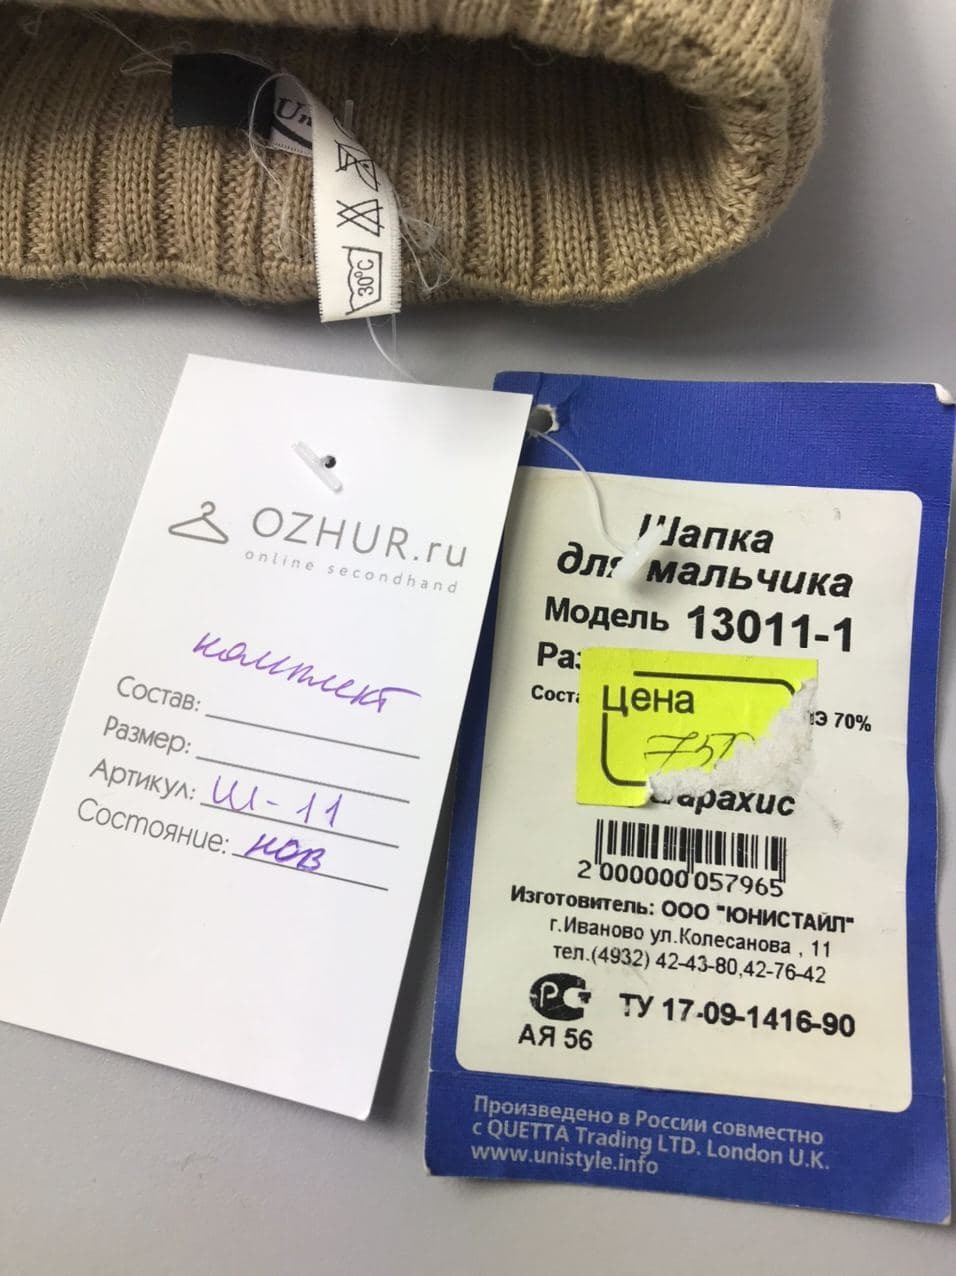 30°C
OZHUR.ru
online secondhand
комплект
Состав:
Размер:
Артикул: Ш-11
Состояние: нов
Шапка
для мальчика
Модель 13011-1
цена
70%
2 000000 057965
Изготовитель: ООО "ЮНИСТАЙЛ"
г.Иваново ул.Колесанова , 11
тел.(4932) 42-43-80,42-76-42
АЯ 56
ТУ 17-09-1416-90
Произведено в России совместно
с QUETTA Trading LTD. London U.K.
www.unistyle.info